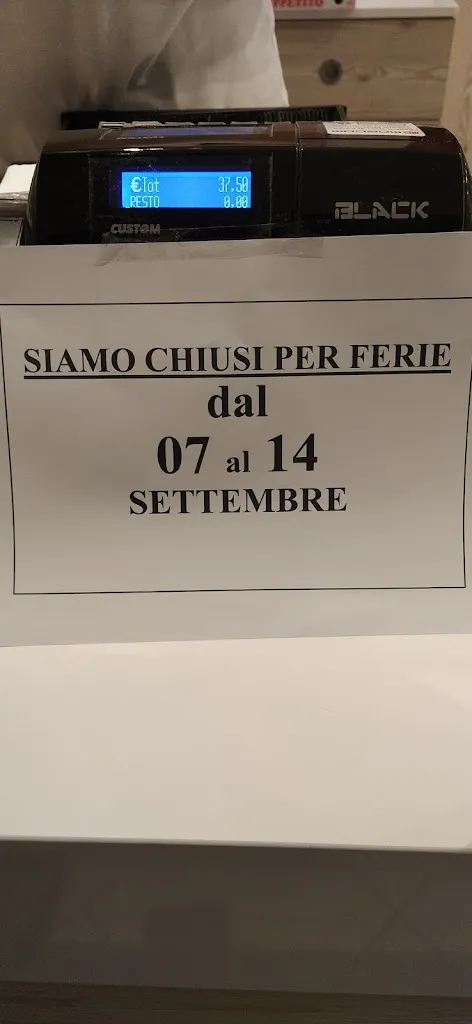 €Tot 37.50
RESTO 0.00
CUSTOM
BLACK
SIAMO CHIUSI PER FERIE
dal
07 al 14
SETTEMBRE